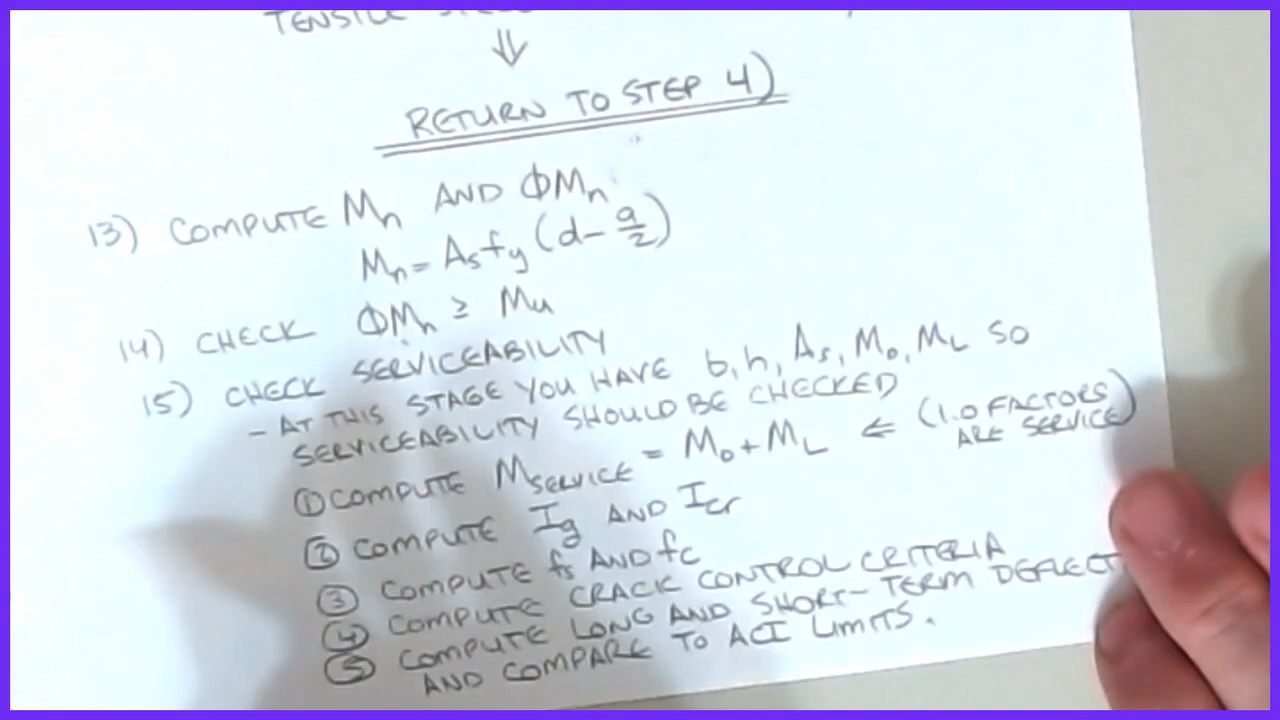 TENSILE
⇓
RETURN TO STEP 4)
13) COMPUTE Mn AND ΦMn
Mn = Asfy (d - a/2)
14) CHECK ΦMn ≥ Mu
15) CHECK SERVICEABILITY
- AT THIS STAGE YOU HAVE b, h, As, MD, ML SO
SERVICEABILITY SHOULD BE CHECKED
① COMPUTE MSERVICE = MD + ML ⇐ (1.0 FACTORS
ARE SERVICE)
② COMPUTE Ig AND Icr
③ COMPUTE fs AND fc
④ COMPUTE CRACK CONTROL CRITERIA
⑤ COMPUTE LONG AND SHORT-TERM DEFLECT
AND COMPARE TO ACI LIMITS.